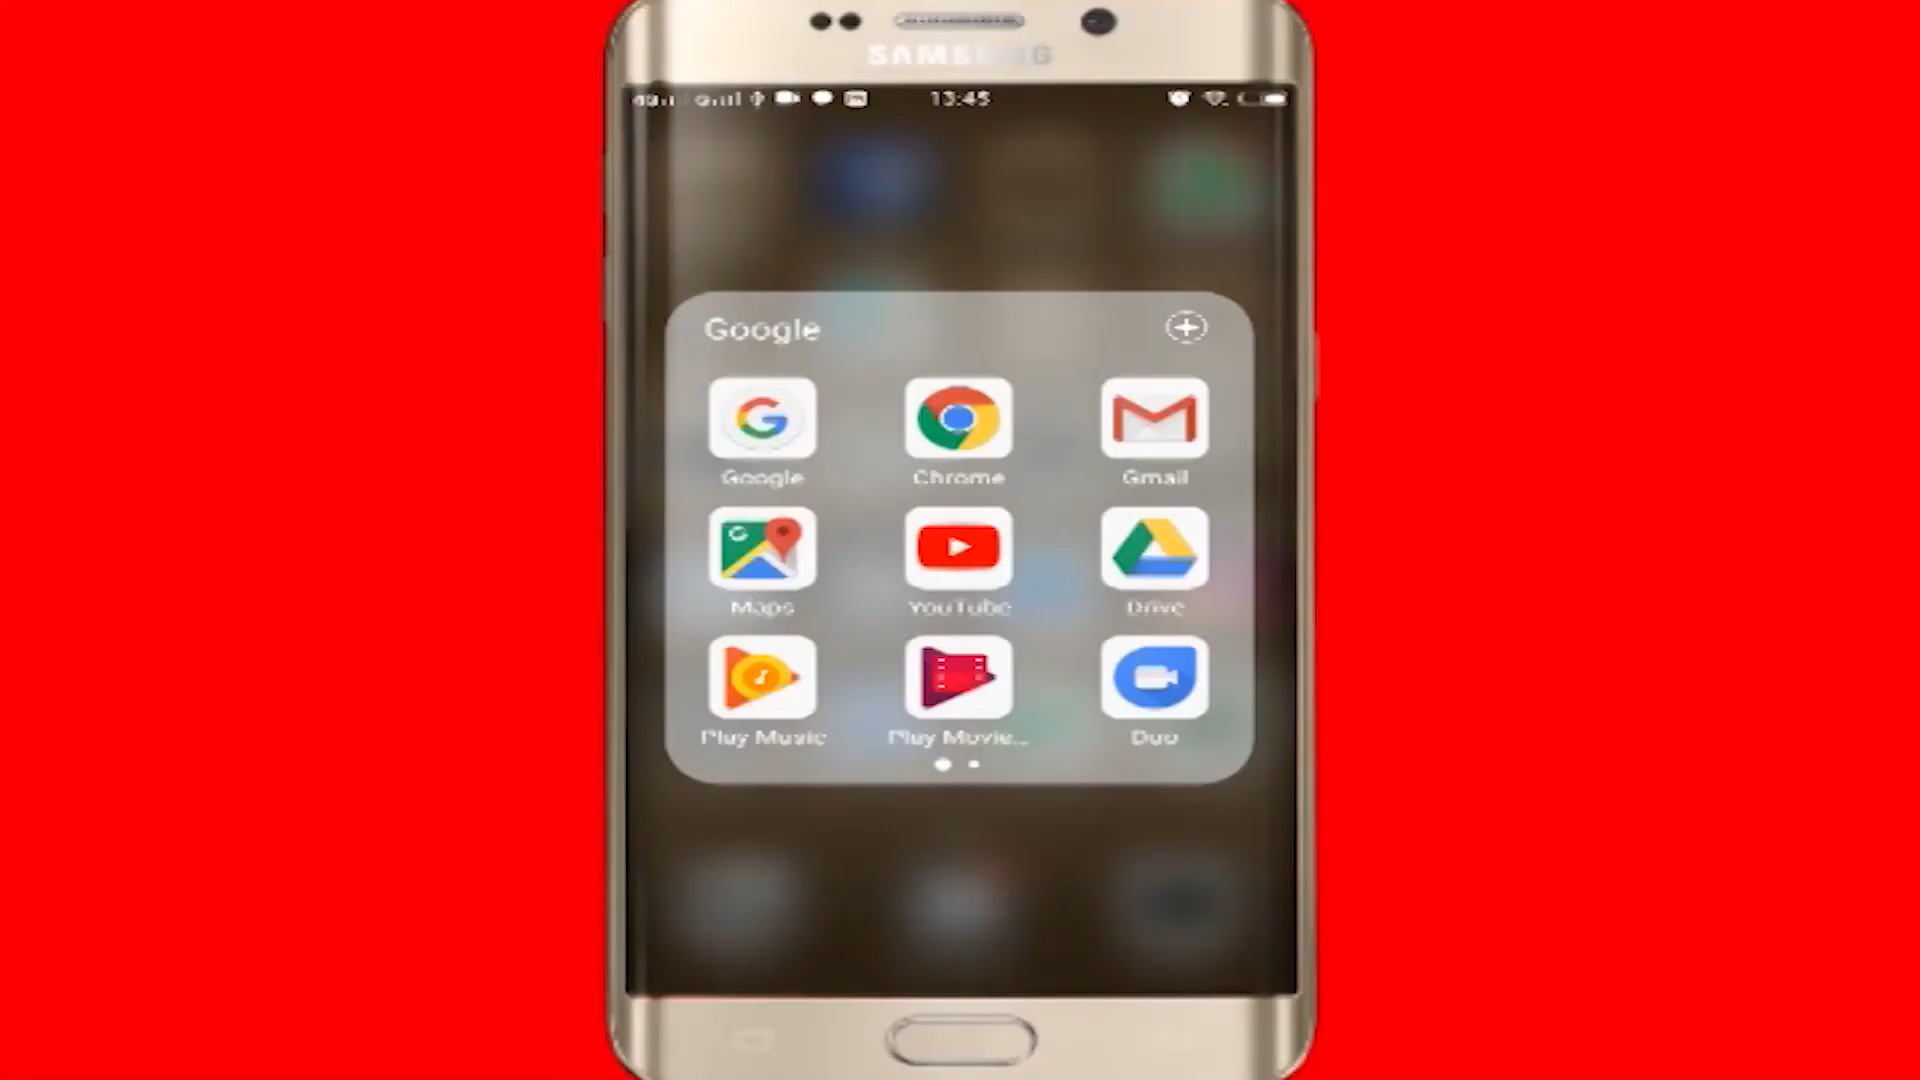 SAMSUNG
13:45
Google
Google Chrome Gmail
Maps YouTube Drive
Play Music Play Movie... Duo